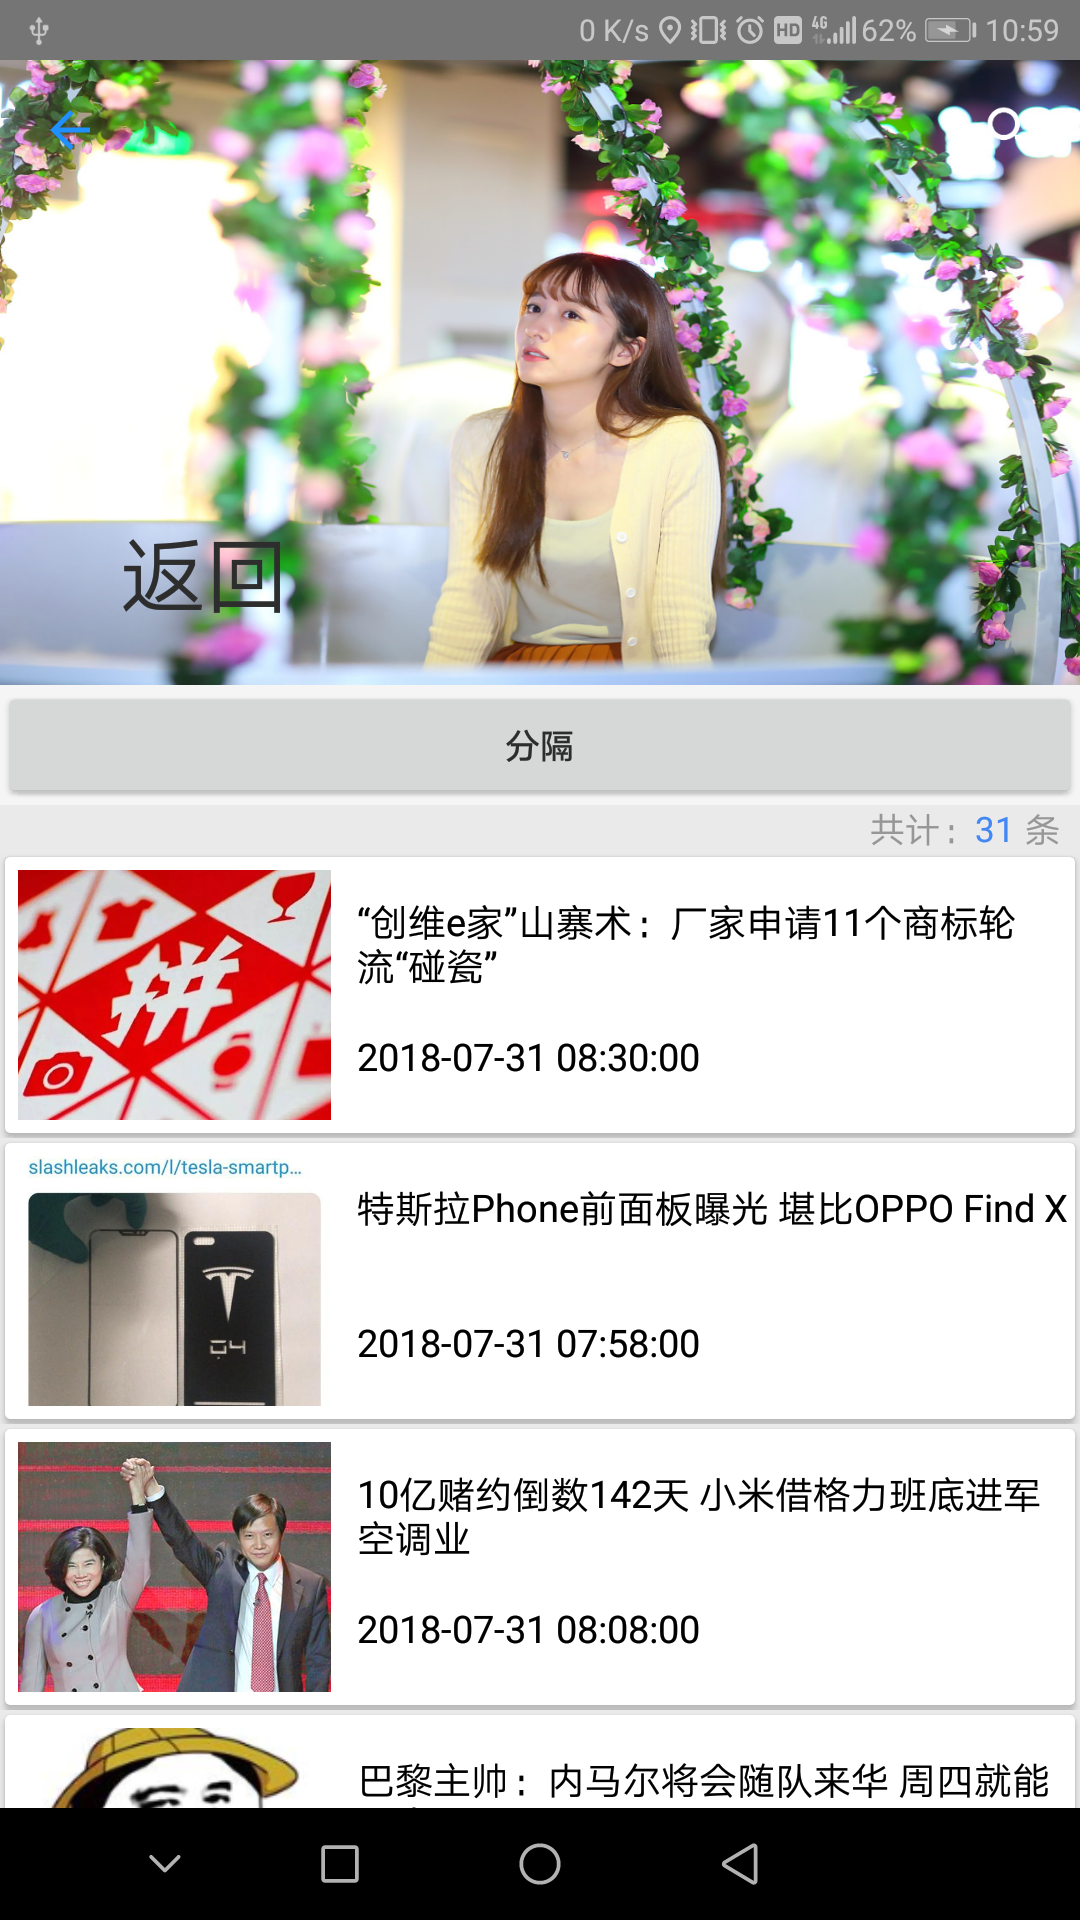 0 K/s HD 4G 62% 10:59
返回
分隔
共计：31 条
拼
“创维e家”山寨术：厂家申请11个商标轮
流“碰瓷”
2018-07-31 08:30:00
slashleaks.com/l/tesla-smartp...
特斯拉Phone前面板曝光 堪比OPPO Find X
2018-07-31 07:58:00
10亿赌约倒数142天 小米借格力班底进军
空调业
2018-07-31 08:08:00
巴黎主帅：内马尔将会随队来华 周四就能